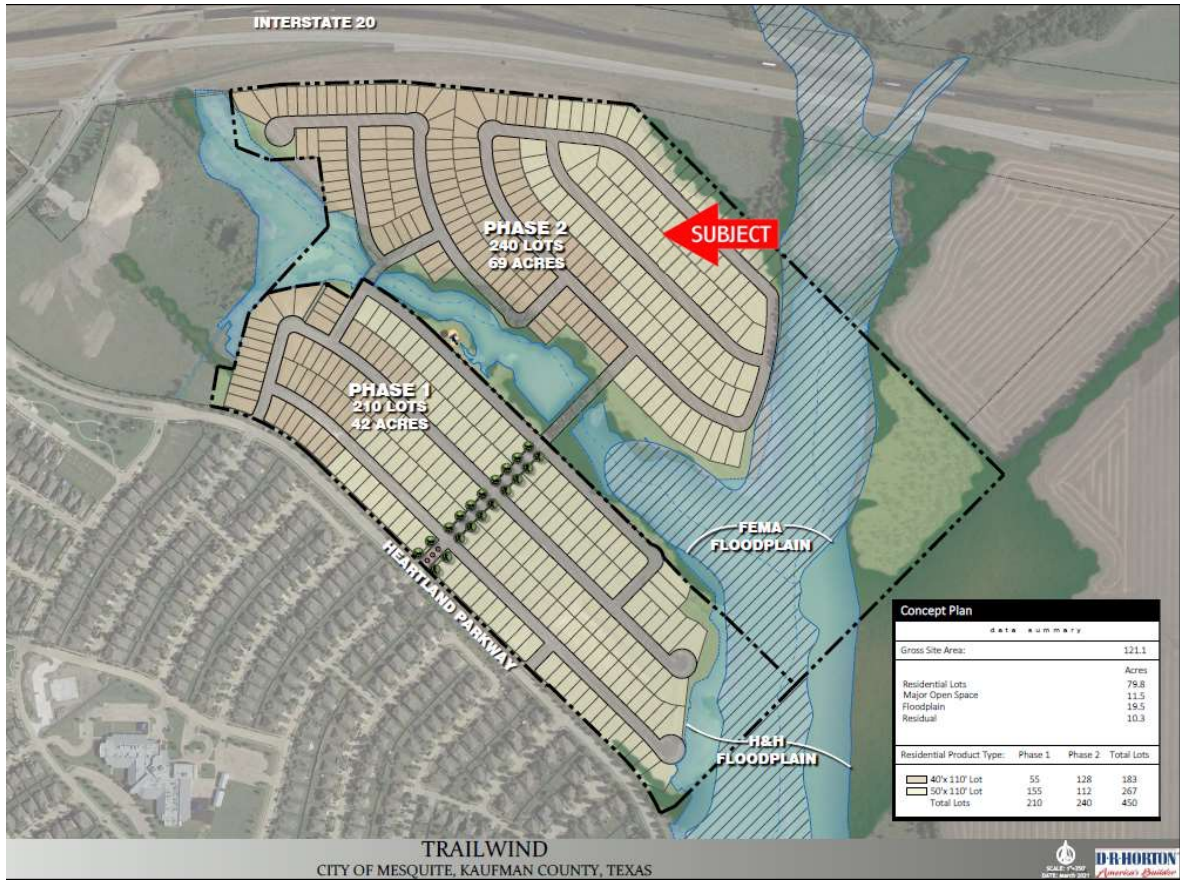 INTERSTATE 20
PHASE 2
240 LOTS
69 ACRES
SUBJECT
PHASE 1
210 LOTS
42 ACRES
HEARTLAND PARKWAY
FEMA
FLOODPLAIN
H&H
FLOODPLAIN
Concept Plan
data summary
Gross Site Area: 121.1
Acres
Residential Lots 79.8
Major Open Space 11.5
Floodplain 19.5
Residual 10.3
Residential Product Type: Phase 1 Phase 2 Total Lots
40'x 110' Lot 55 128 183
50'x 110' Lot 155 112 267
Total Lots 210 240 450
TRAILWIND
CITY OF MESQUITE, KAUFMAN COUNTY, TEXAS
DATE: March 2021
D·R·HORTON
America's Builder